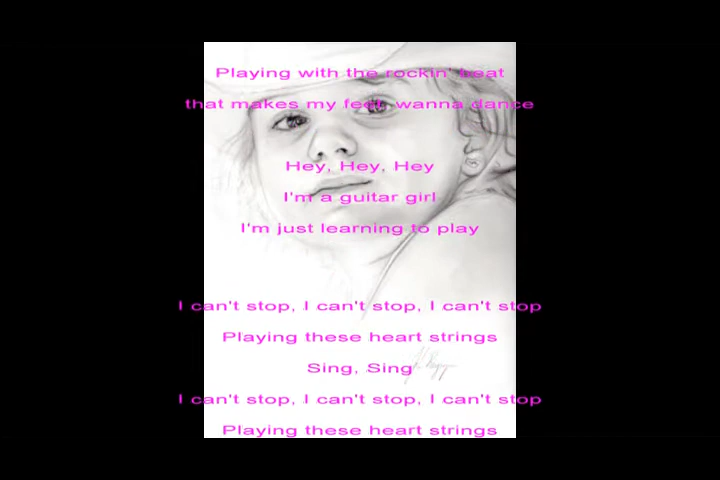 Playing with the rockin' beat
that makes my feet wanna dance
Hey, Hey, Hey
I'm a guitar girl
I'm just learning to play
I can't stop, I can't stop, I can't stop
Playing these heart strings
Sing, Sing
I can't stop, I can't stop, I can't stop
Playing these heart strings